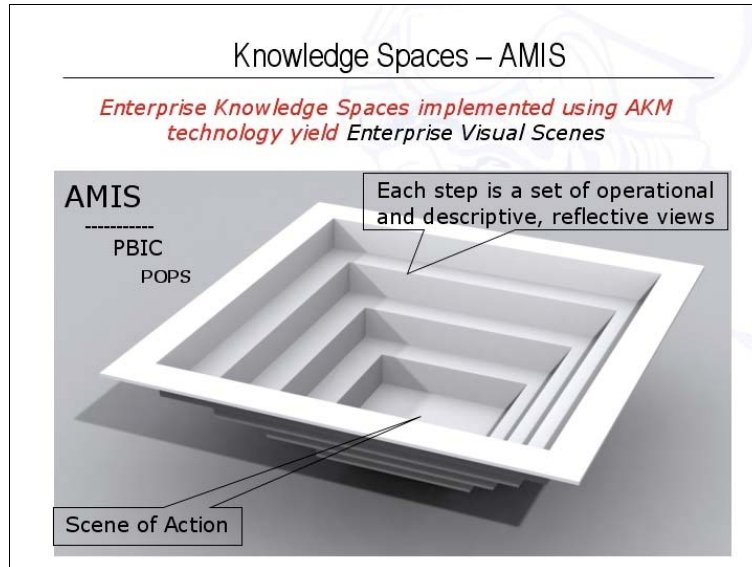 Knowledge Spaces – AMIS
Enterprise Knowledge Spaces implemented using AKM
technology yield Enterprise Visual Scenes
AMIS
-----------
PBIC
POPS
Each step is a set of operational
and descriptive, reflective views
Scene of Action